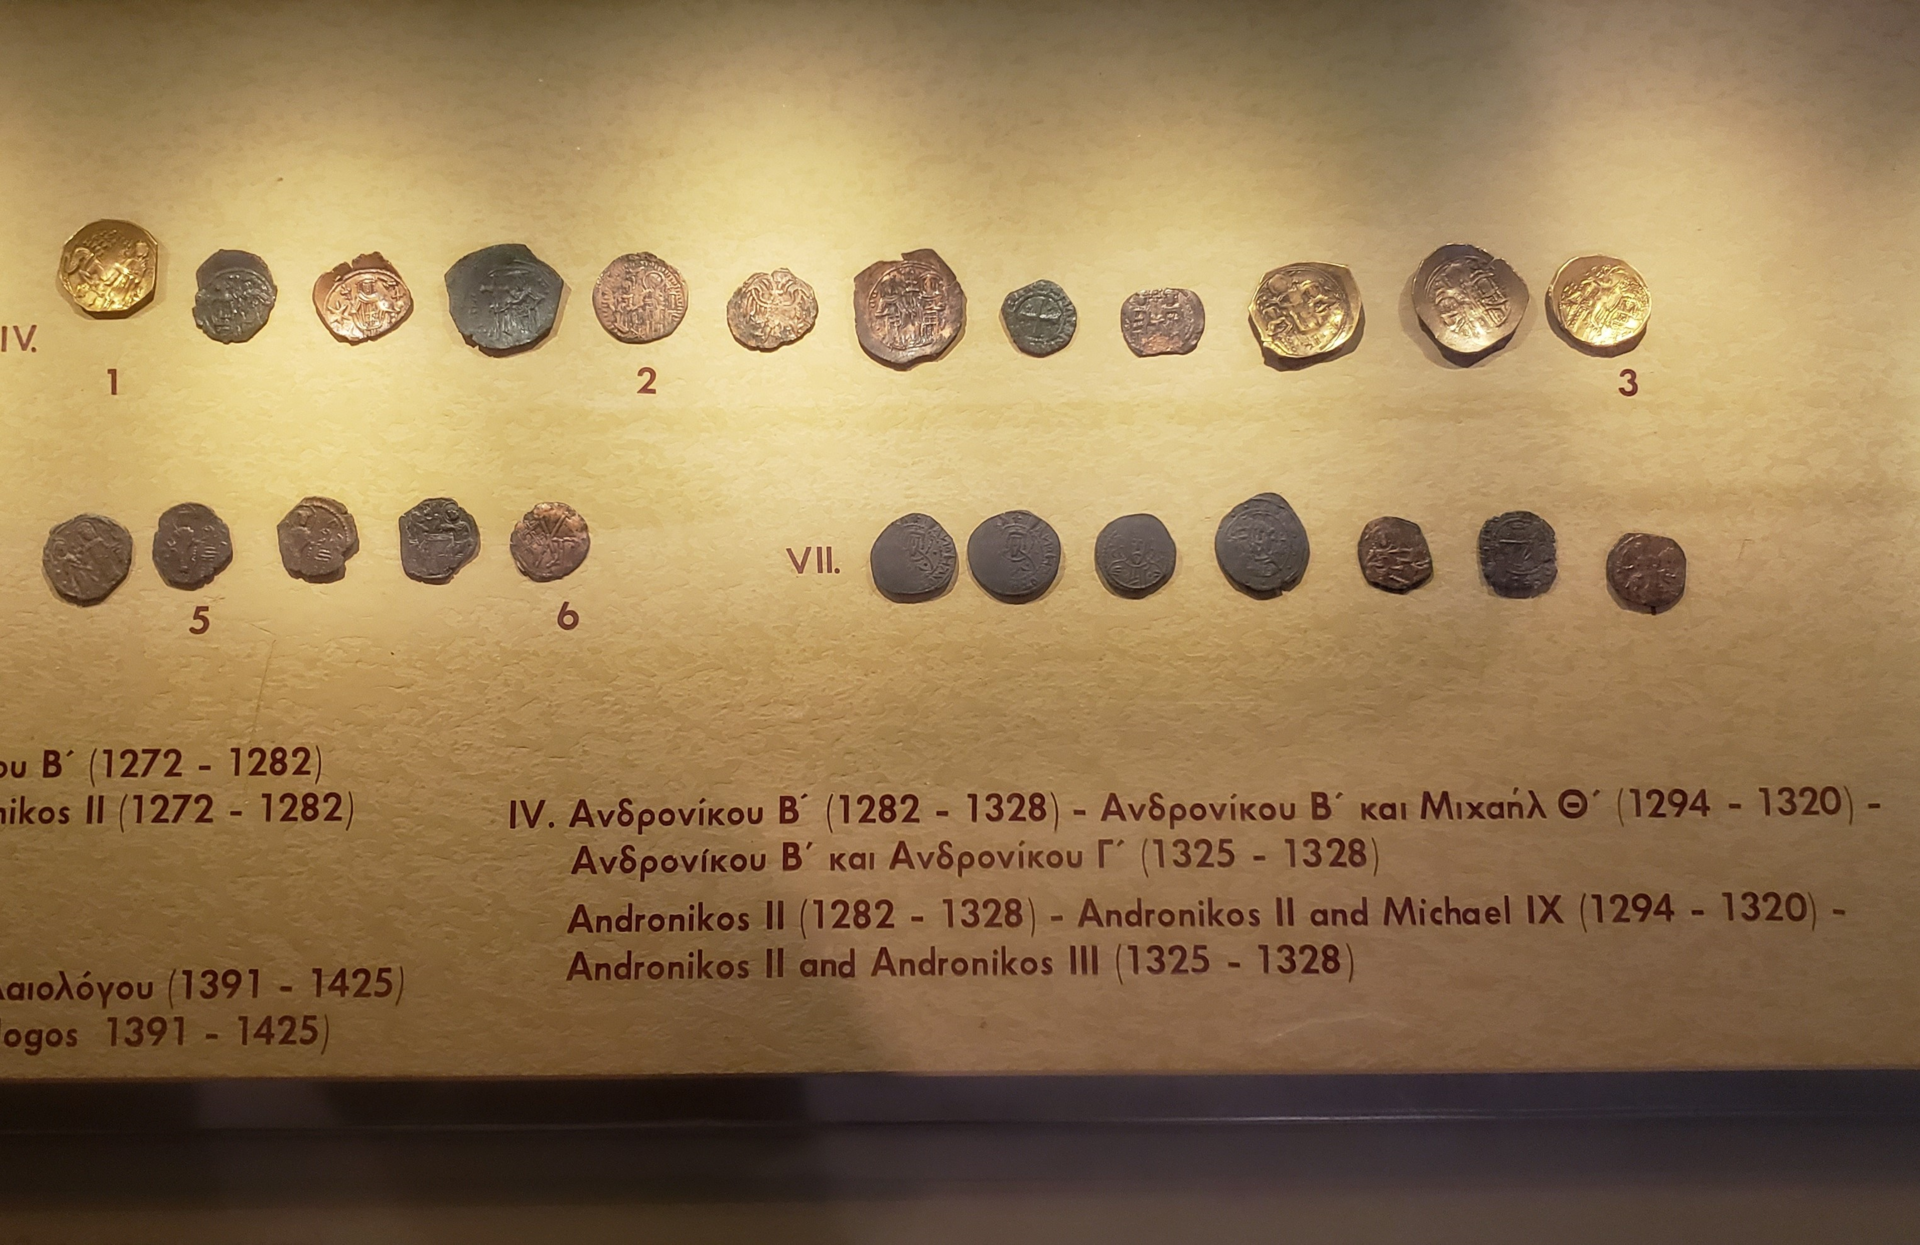 IV.
1 2 3
VII.
5 6
ου Β΄ (1272 - 1282)
nikos II (1272 - 1282)
IV. Ανδρονίκου Β΄ (1282 - 1328) - Ανδρονίκου Β΄ και Μιχαήλ Θ΄ (1294 - 1320) -
Ανδρονίκου Β΄ και Ανδρονίκου Γ΄ (1325 - 1328)
Andronikos II (1282 - 1328) - Andronikos II and Michael IX (1294 - 1320) -
Andronikos II and Andronikos III (1325 - 1328)
λαιολόγου (1391 - 1425)
logos 1391 - 1425)